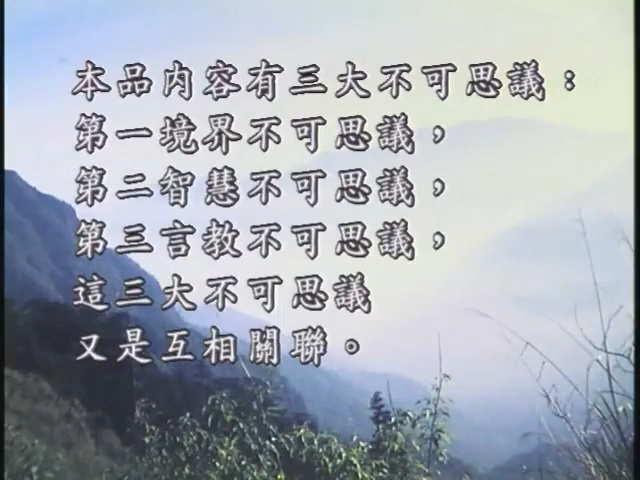 本品內容有三大不可思議：
第一境界不可思議，
第二智慧不可思議，
第三言教不可思議，
這三大不可思議
又是互相關聯。